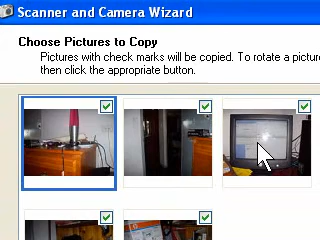 Scanner and Camera Wizard
Choose Pictures to Copy
Pictures with check marks will be copied. To rotate a picture
then click the appropriate button.